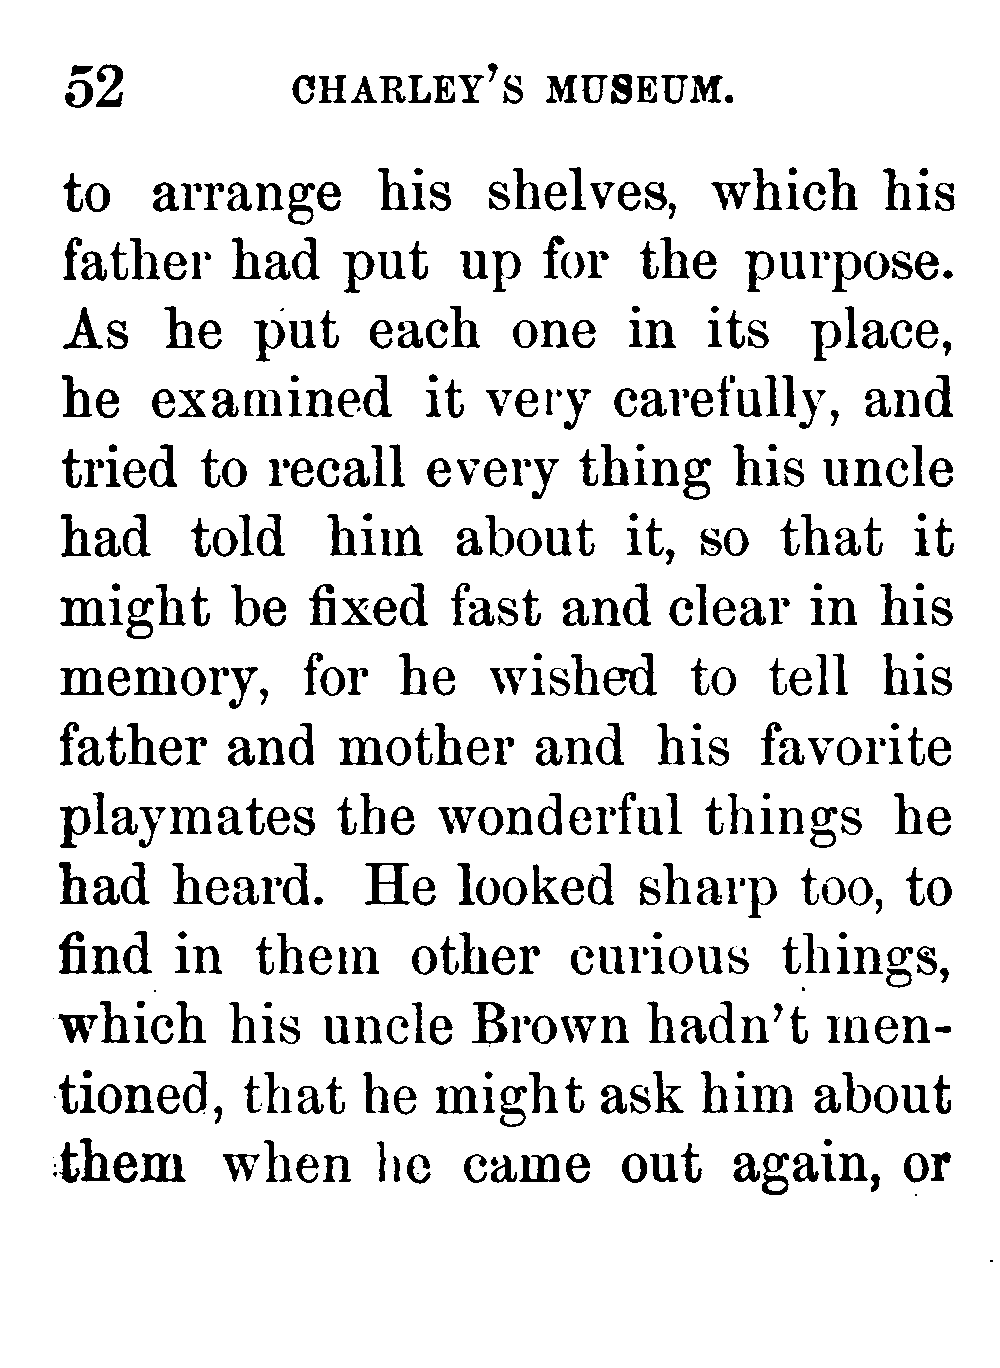 52 CHARLEY'S MUSEUM.
to arrange his shelves, which his
father had put up for the purpose.
As he put each one in its place,
he examined it very carefully, and
tried to recall every thing his uncle
had told him about it, so that it
might be fixed fast and clear in his
memory, for he wished to tell his
father and mother and his favorite
playmates the wonderful things he
had heard. He looked sharp too, to
find in them other curious things,
which his uncle Brown hadn't men-
tioned, that he might ask him about
them when he came out again, or